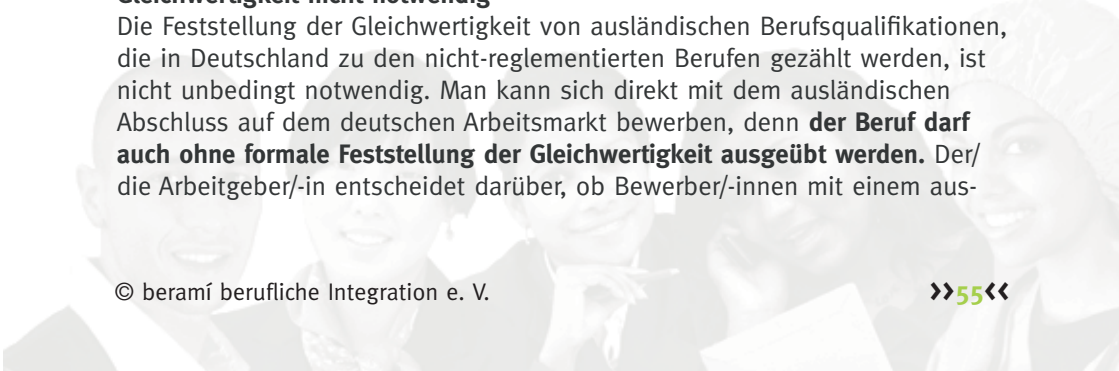 Gleichwertigkeit nicht notwendig
Die Feststellung der Gleichwertigkeit von ausländischen Berufsqualifikationen,
die in Deutschland zu den nicht-reglementierten Berufen gezählt werden, ist
nicht unbedingt notwendig. Man kann sich direkt mit dem ausländischen
Abschluss auf dem deutschen Arbeitsmarkt bewerben, denn der Beruf darf
auch ohne formale Feststellung der Gleichwertigkeit ausgeübt werden. Der/
die Arbeitgeber/-in entscheidet darüber, ob Bewerber/-innen mit einem aus-
© beramí berufliche Integration e. V.
>>55<<